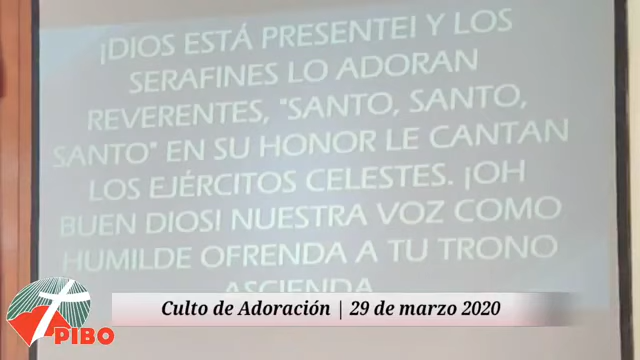 ¡DIOS ESTÁ PRESENTE! Y LOS
SERAFINES LO ADORAN
REVERENTES, "SANTO, SANTO,
SANTO" EN SU HONOR LE CANTAN
LOS EJÉRCITOS CELESTES. ¡OH
BUEN DIOS! NUESTRA VOZ COMO
HUMILDE OFRENDA A TU TRONO
ASCIENDA
Culto de Adoración | 29 de marzo 2020
PIBO